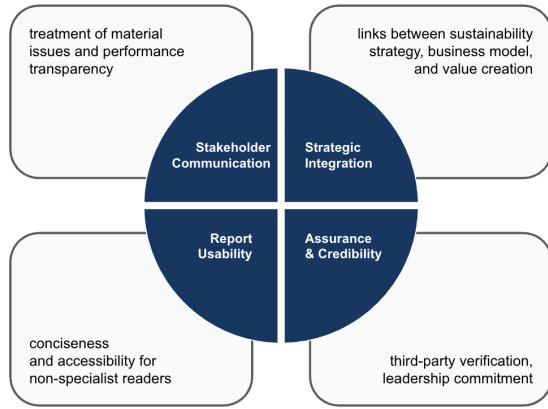 treatment of material
issues and performance
transparency
links between sustainability
strategy, business model,
and value creation
Stakeholder
Communication
Strategic
Integration
Report
Usability
Assurance
& Credibility
conciseness
and accessibility for
non-specialist readers
third-party verification,
leadership commitment